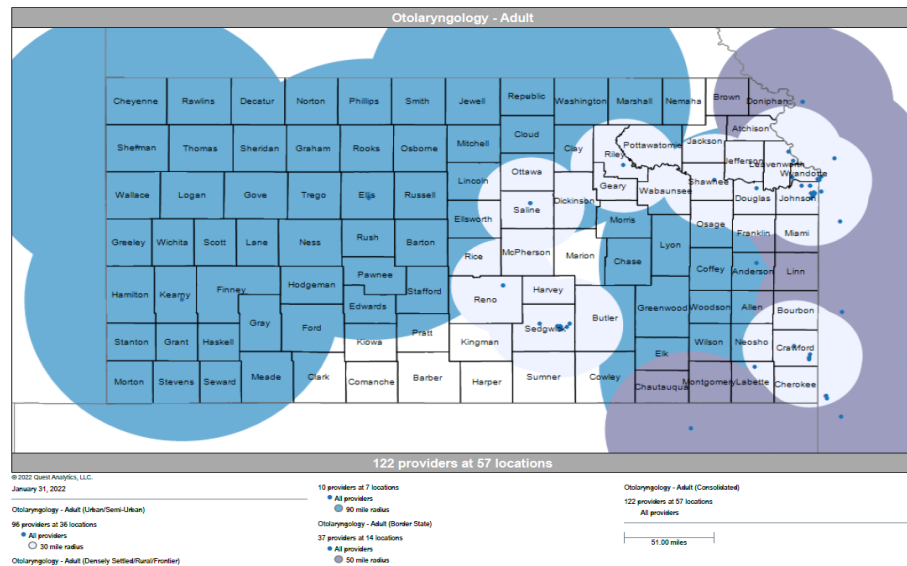 Otolaryngology - Adult
Cheyenne Rawlins Decatur Norton Phillips Smith Jewell Republic Washington Marshall Nemaha Brown Doniphan
Sherman Thomas Sheridan Graham Rooks Osborne Mitchell Cloud Clay Riley Pottawatomie Jackson Atchison
Jefferson Leavenworth Wyandotte
Wallace Logan Gove Trego Ellis Russell Lincoln Ottawa Dickinson Geary Wabaunsee Shawnee Douglas Johnson
Saline
Greeley Wichita Scott Lane Ness Rush Barton Ellsworth Morris Osage Franklin Miami
Rice McPherson Marion Chase Lyon Coffey Anderson Linn
Hamilton Kearny Finney Hodgeman Pawnee Edwards Stafford Reno Harvey
Gray Ford Sedgwick Butler Greenwood Woodson Allen Bourbon
Stanton Grant Haskell Kiowa Pratt Kingman Elk Wilson Neosho Crawford
Morton Stevens Seward Meade Clark Comanche Barber Harper Sumner Cowley Chautauqua Montgomery Labette Cherokee
122 providers at 57 locations
© 2022 Quest Analytics, LLC.
January 31, 2022
Otolaryngology - Adult (Urban/Semi-Urban)
96 providers at 36 locations
All providers
30 mile radius
Otolaryngology - Adult (Densely Settled/Rural/Frontier)
10 providers at 7 locations
All providers
90 mile radius
Otolaryngology - Adult (Border State)
37 providers at 14 locations
All providers
50 mile radius
Otolaryngology - Adult (Consolidated)
122 providers at 57 locations
All providers
51.00 miles